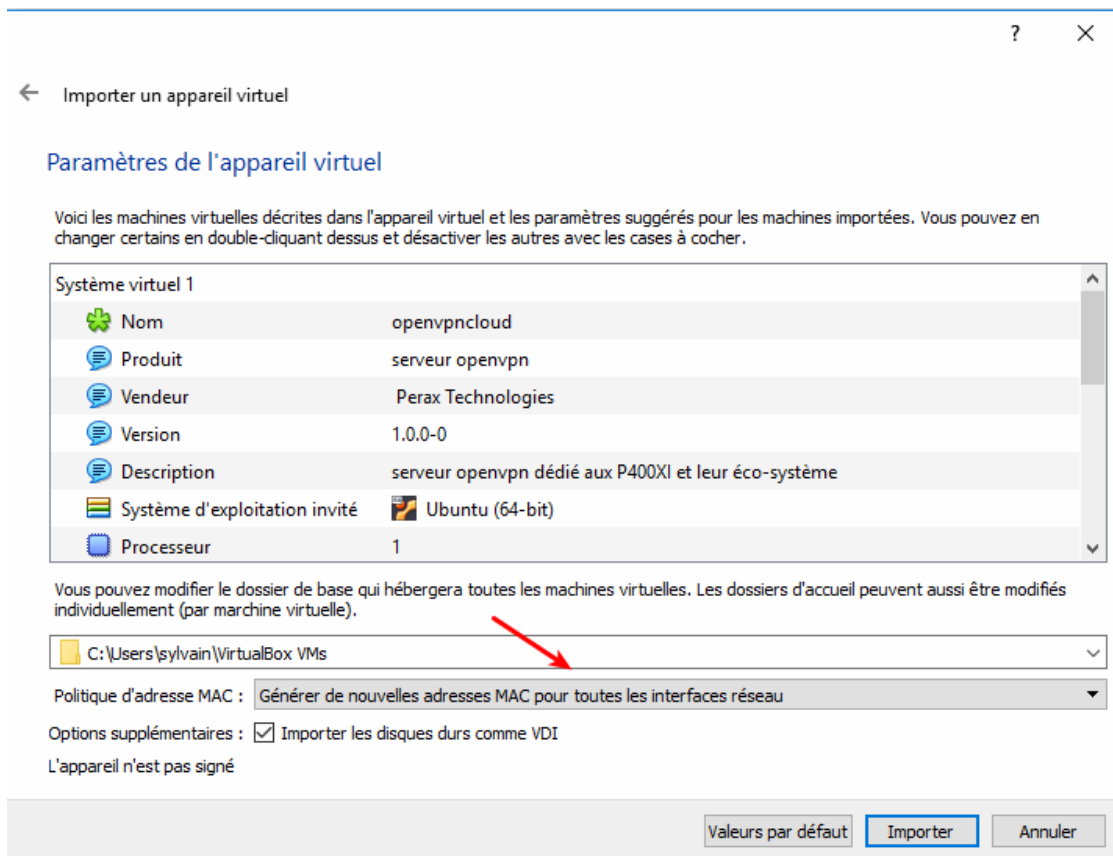 ?
Importer un appareil virtuel
Paramètres de l'appareil virtuel
Voici les machines virtuelles décrites dans l'appareil virtuel et les paramètres suggérés pour les machines importées. Vous pouvez en
changer certains en double-cliquant dessus et désactiver les autres avec les cases à cocher.
Système virtuel 1
Nom openvpncloud
Produit serveur openvpn
Vendeur Perax Technologies
Version 1.0.0-0
Description serveur openvpn dédié aux P400XI et leur éco-système
Système d'exploitation invité Ubuntu (64-bit)
Processeur 1
Vous pouvez modifier le dossier de base qui hébergera toutes les machines virtuelles. Les dossiers d'accueil peuvent aussi être modifiés
individuellement (par marchine virtuelle).
C:\Users\sylvain\VirtualBox VMs
Politique d'adresse MAC : Générer de nouvelles adresses MAC pour toutes les interfaces réseau
Options supplémentaires : Importer les disques durs comme VDI
L'appareil n'est pas signé
Valeurs par défaut Importer Annuler